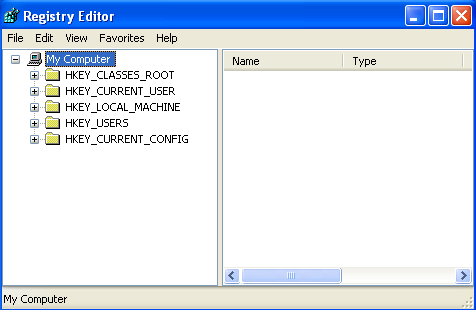 Registry Editor
File Edit View Favorites Help
My Computer
HKEY_CLASSES_ROOT
HKEY_CURRENT_USER
HKEY_LOCAL_MACHINE
HKEY_USERS
HKEY_CURRENT_CONFIG
Name Type
My Computer